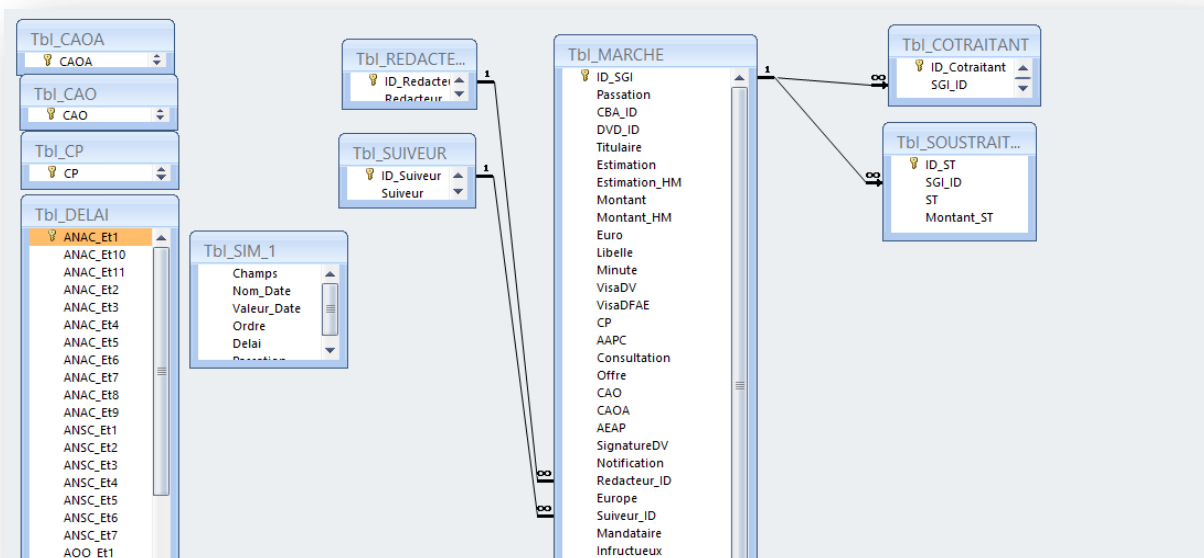 Tbl_CAOA
CAOA
Tbl_CAO
CAO
Tbl_CP
CP
Tbl_DELAI
ANAC_Et1
ANAC_Et10
ANAC_Et11
ANAC_Et2
ANAC_Et3
ANAC_Et4
ANAC_Et5
ANAC_Et6
ANAC_Et7
ANAC_Et8
ANAC_Et9
ANSC_Et1
ANSC_Et2
ANSC_Et3
ANSC_Et4
ANSC_Et5
ANSC_Et6
ANSC_Et7
AOO_Et1
Tbl_SIM_1
Champs
Nom_Date
Valeur_Date
Ordre
Delai
Passation
Tbl_REDACTE...
ID_Redacteu
Redacteur
1
Tbl_SUIVEUR
ID_Suiveur
Suiveur
1
∞
∞
Tbl_MARCHE
ID_SGI
Passation
CBA_ID
DVD_ID
Titulaire
Estimation
Estimation_HM
Montant
Montant_HM
Euro
Libelle
Minute
VisaDV
VisaDFAE
CP
AAPC
Consultation
Offre
CAO
CAOA
AEAP
SignatureDV
Notification
Redacteur_ID
Europe
Suiveur_ID
Mandataire
Infructueux
1
∞
∞
Tbl_COTRAITANT
ID_Cotraitant
SGI_ID
Tbl_SOUSTRAIT...
ID_ST
SGI_ID
ST
Montant_ST